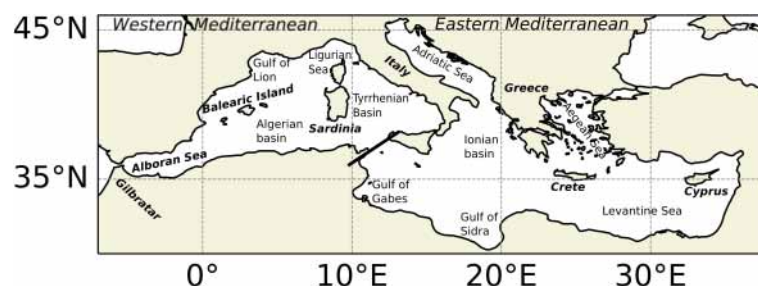 Western Mediterranean
Eastern Mediterranean
45°N
Gulf of
Lion
Ligurian
Sea
Italy
Adriatic Sea
Balearic Island
Tyrrhenian
Basin
Greece
Aegean Sea
Algerian
basin
Sardinia
Ionian
basin
Alboran Sea
35°N
Gilbratar
Gulf of
Gabes
Crete
Cyprus
Gulf of
Sidra
Levantine Sea
0°
10°E
20°E
30°E